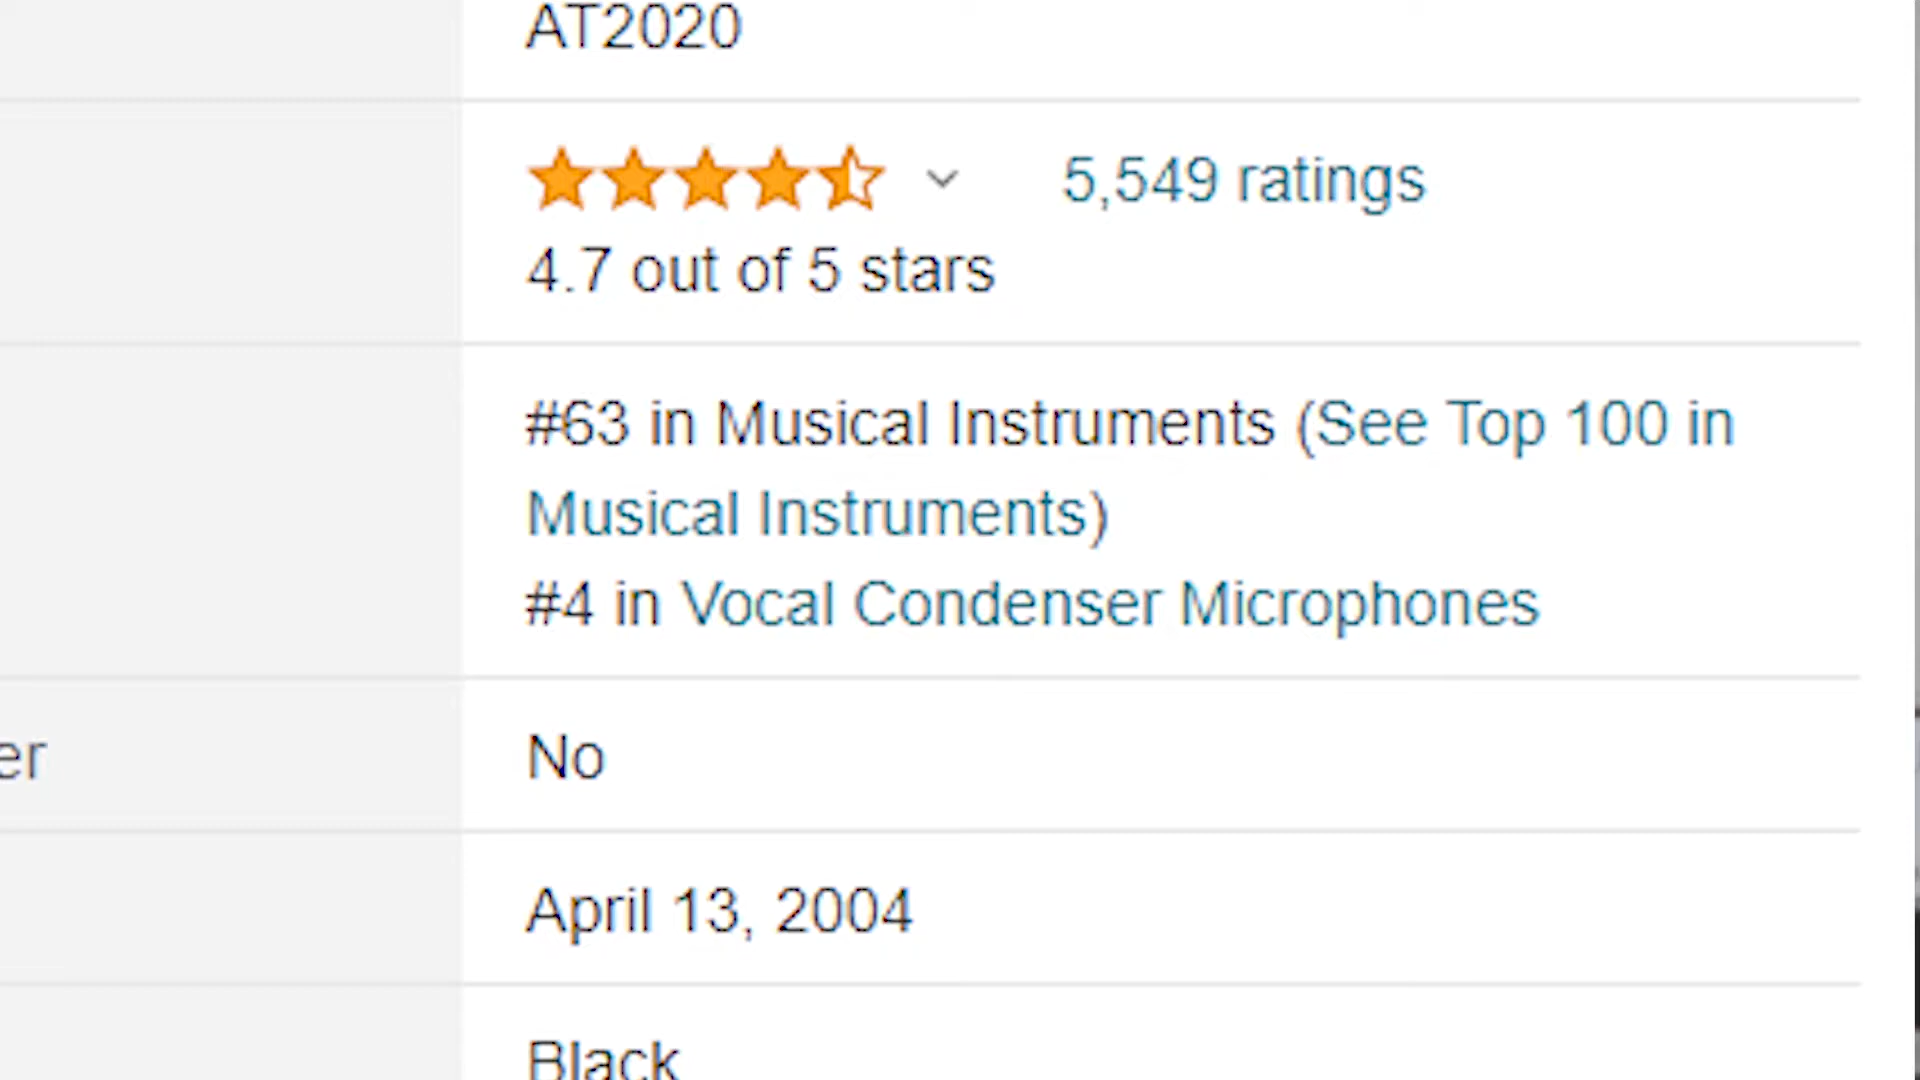 AT2020
5,549 ratings
4.7 out of 5 stars
#63 in Musical Instruments (See Top 100 in
Musical Instruments)
#4 in Vocal Condenser Microphones
er
No
April 13, 2004
Black